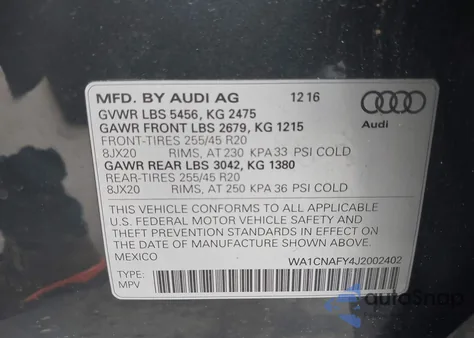 MFD. BY AUDI AG 12 16
GVWR LBS 5456, KG 2475
GAWR FRONT LBS 2679, KG 1215
FRONT-TIRES 255/45 R20
8JX20 RIMS, AT 230 KPA 33 PSI COLD
GAWR REAR LBS 3042, KG 1380
REAR-TIRES 255/45 R20
8JX20 RIMS, AT 250 KPA 36 PSI COLD
Audi
THIS VEHICLE CONFORMS TO ALL APPLICABLE
U.S. FEDERAL MOTOR VEHICLE SAFETY AND
THEFT PREVENTION STANDARDS IN EFFECT
ON DATE OF MANUFACTURE SHOWN ABOVE.
MEXICO WA1CNAFY4J2002402
TYPE:
MPV
autoSnap